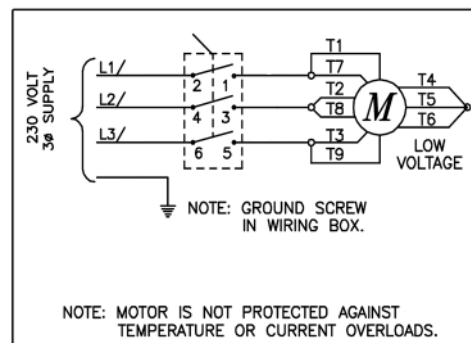 230 VOLT
3ø SUPPLY
L1/
L2/
L3/
2 1
4 3
6 5
T1
T7
T2
T8
T3
T9
M
T4
T5
T6
LOW
VOLTAGE
NOTE: GROUND SCREW
IN WIRING BOX.
NOTE: MOTOR IS NOT PROTECTED AGAINST
TEMPERATURE OR CURRENT OVERLOADS.